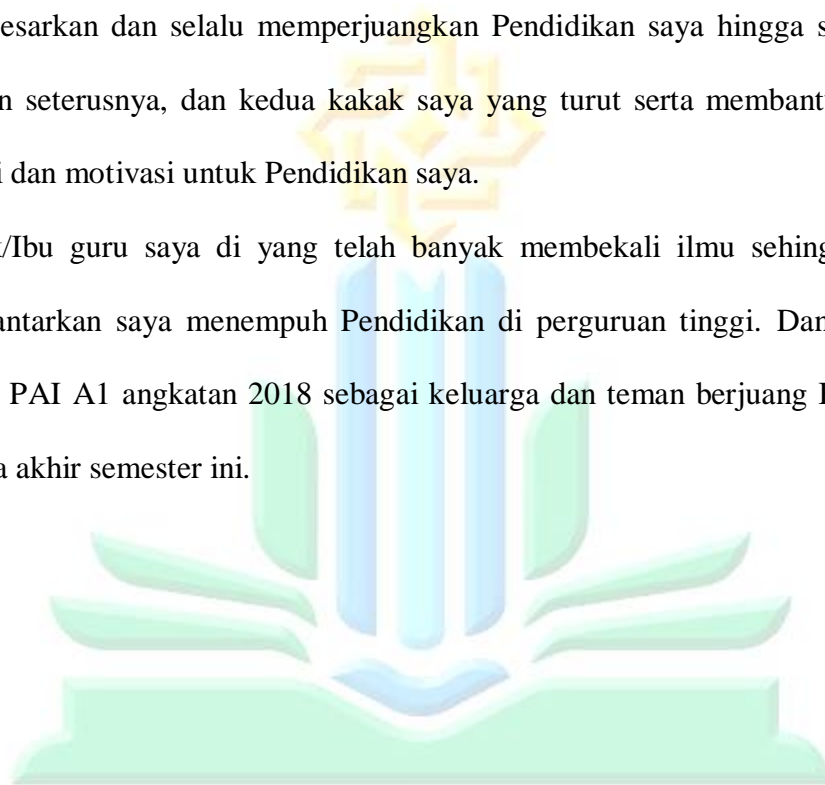 esarkan dan selalu memperjuangkan Pendidikan saya hingga s
n seterusnya, dan kedua kakak saya yang turut serta membant
i dan motivasi untuk Pendidikan saya.
/Ibu guru saya di yang telah banyak membekali ilmu sehing
antarkan saya menempuh Pendidikan di perguruan tinggi. Dan
PAI A1 angkatan 2018 sebagai keluarga dan teman berjuang
a akhir semester ini.